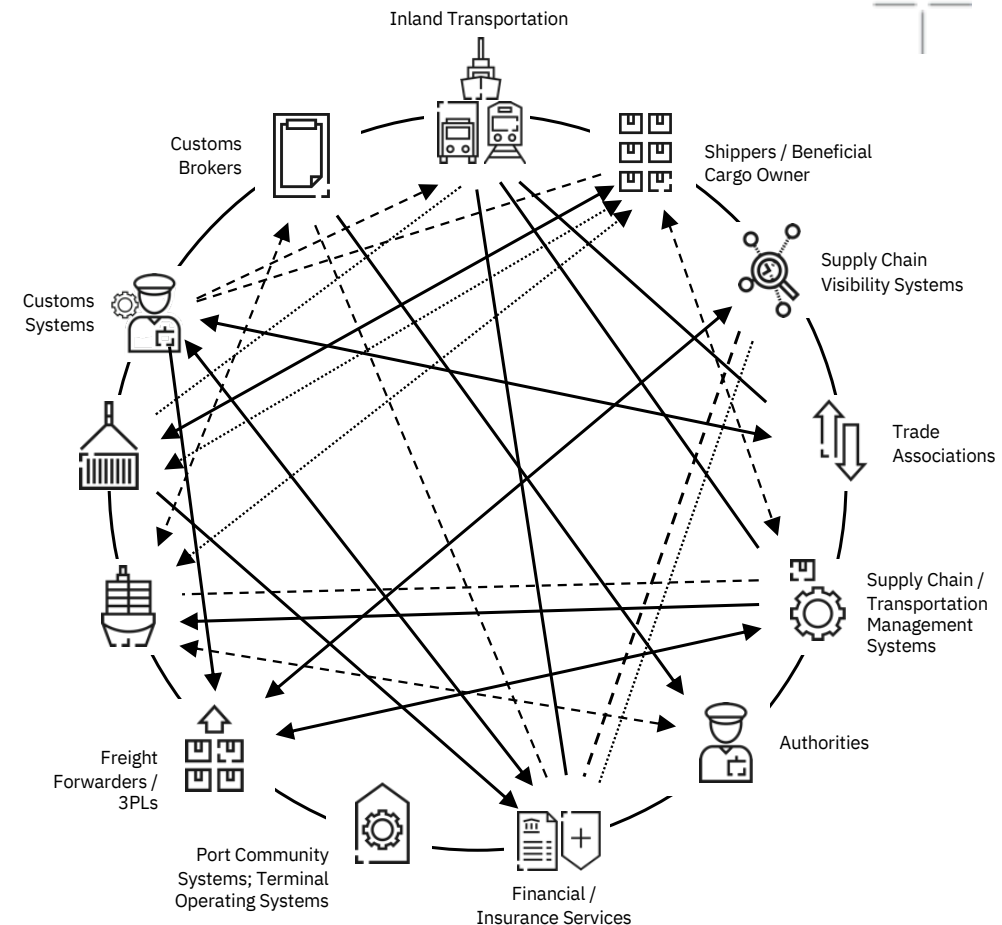 Inland Transportation
Customs
Brokers
Shippers / Beneficial
Cargo Owner
Supply Chain
Visibility Systems
Customs
Systems
Trade
Associations
Supply Chain /
Transportation
Management
Systems
Authorities
Freight
Forwarders /
3PLs
Port Community
Systems; Terminal
Operating Systems
Financial /
Insurance Services